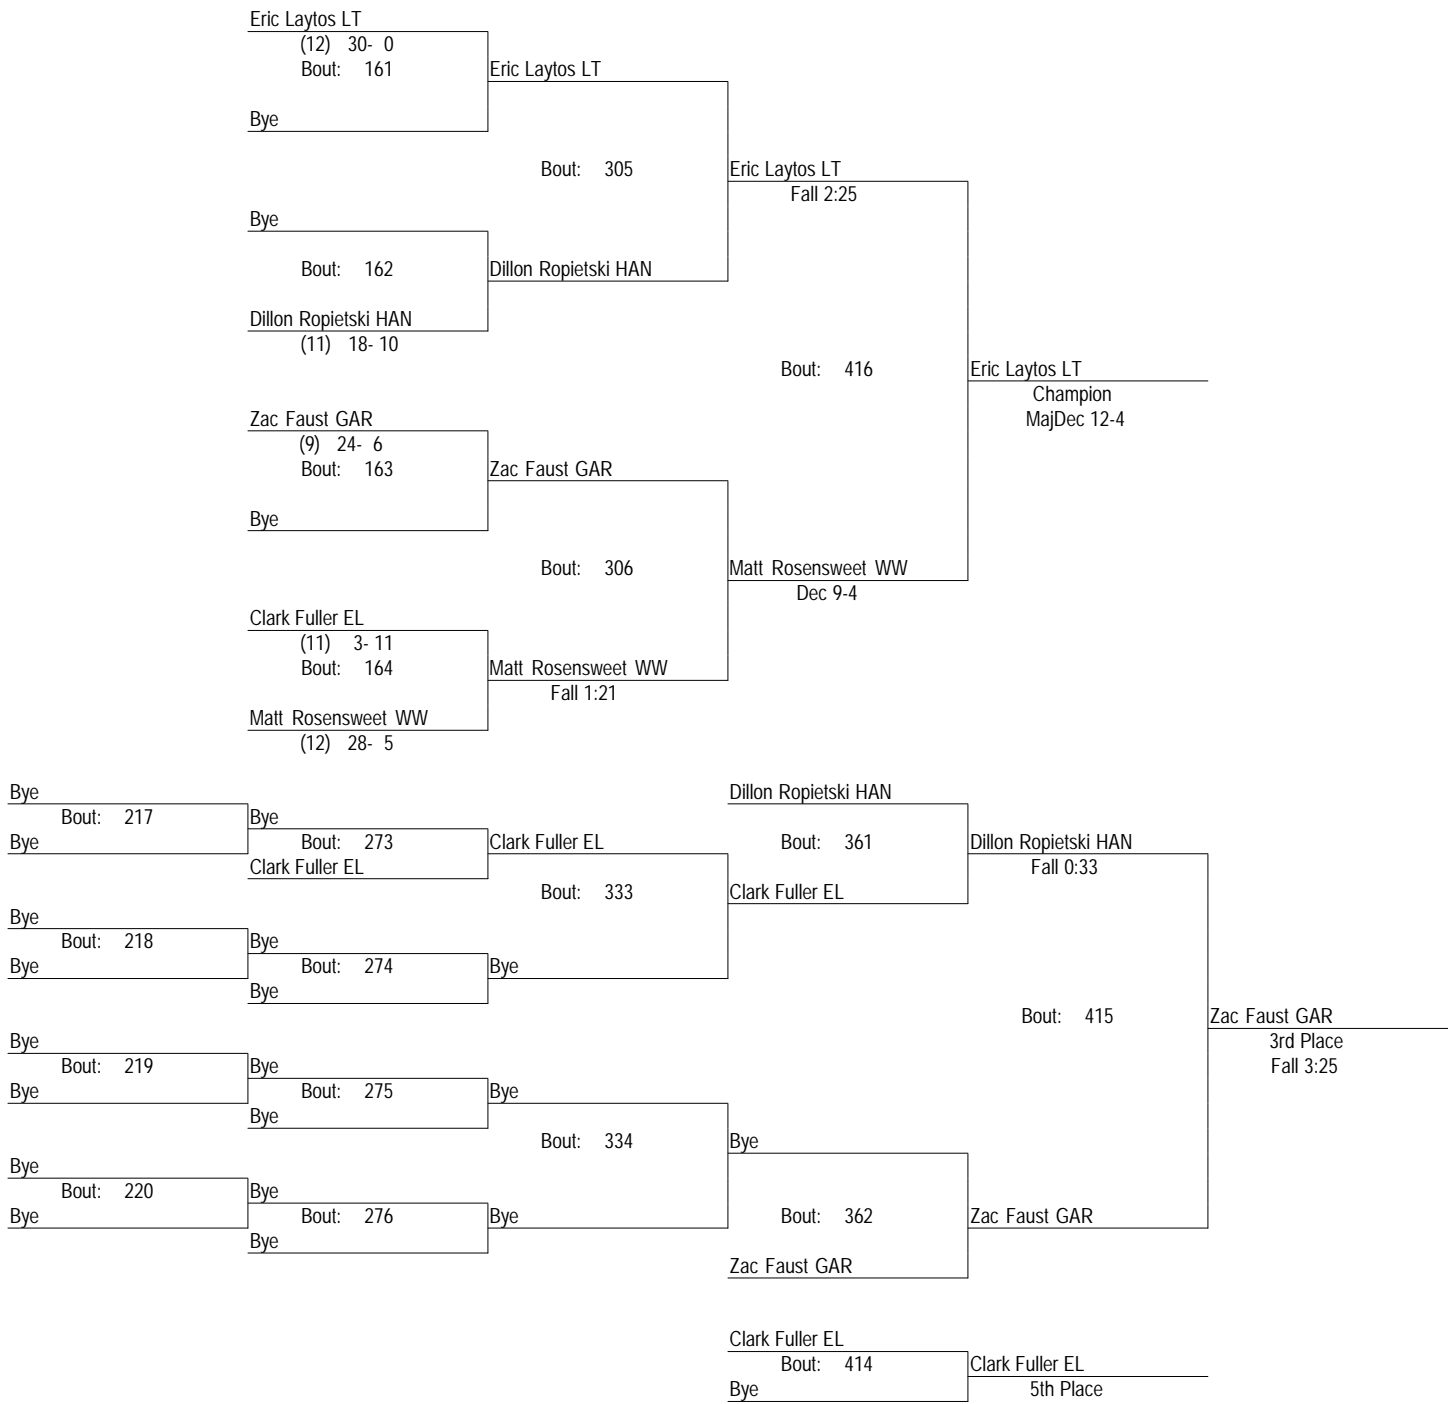 Eric Laytos LT
(12) 30- 0
Bout: 161 Eric Laytos LT
Bye
Bout: 305 Eric Laytos LT
Fall 2:25
Bye
Bout: 162 Dillon Ropietski HAN
Dillon Ropietski HAN
(11) 18- 10
Bout: 416 Eric Laytos LT
Champion
Zac Faust GAR MajDec 12-4
(9) 24- 6
Bout: 163 Zac Faust GAR
Bye
Bout: 306 Matt Rosensweet WW
Dec 9-4
Clark Fuller EL
(11) 3- 11
Bout: 164 Matt Rosensweet WW
Fall 1:21
Matt Rosensweet WW
(12) 28- 5
Bye Dillon Ropietski HAN
Bout: 217 Bye
Bye Bout: 273 Clark Fuller EL Bout: 361 Dillon Ropietski HAN
Clark Fuller EL Fall 0:33
Bout: 333 Clark Fuller EL
Bye
Bout: 218 Bye
Bye Bout: 274 Bye
Bye
Bout: 415 Zac Faust GAR
Bye 3rd Place
Bout: 219 Bye Fall 3:25
Bye Bout: 275 Bye
Bye
Bout: 334 Bye
Bye
Bout: 220 Bye
Bye Bout: 276 Bye Bout: 362 Zac Faust GAR
Bye
Zac Faust GAR
Clark Fuller EL
Bout: 414 Clark Fuller EL
Bye 5th Place